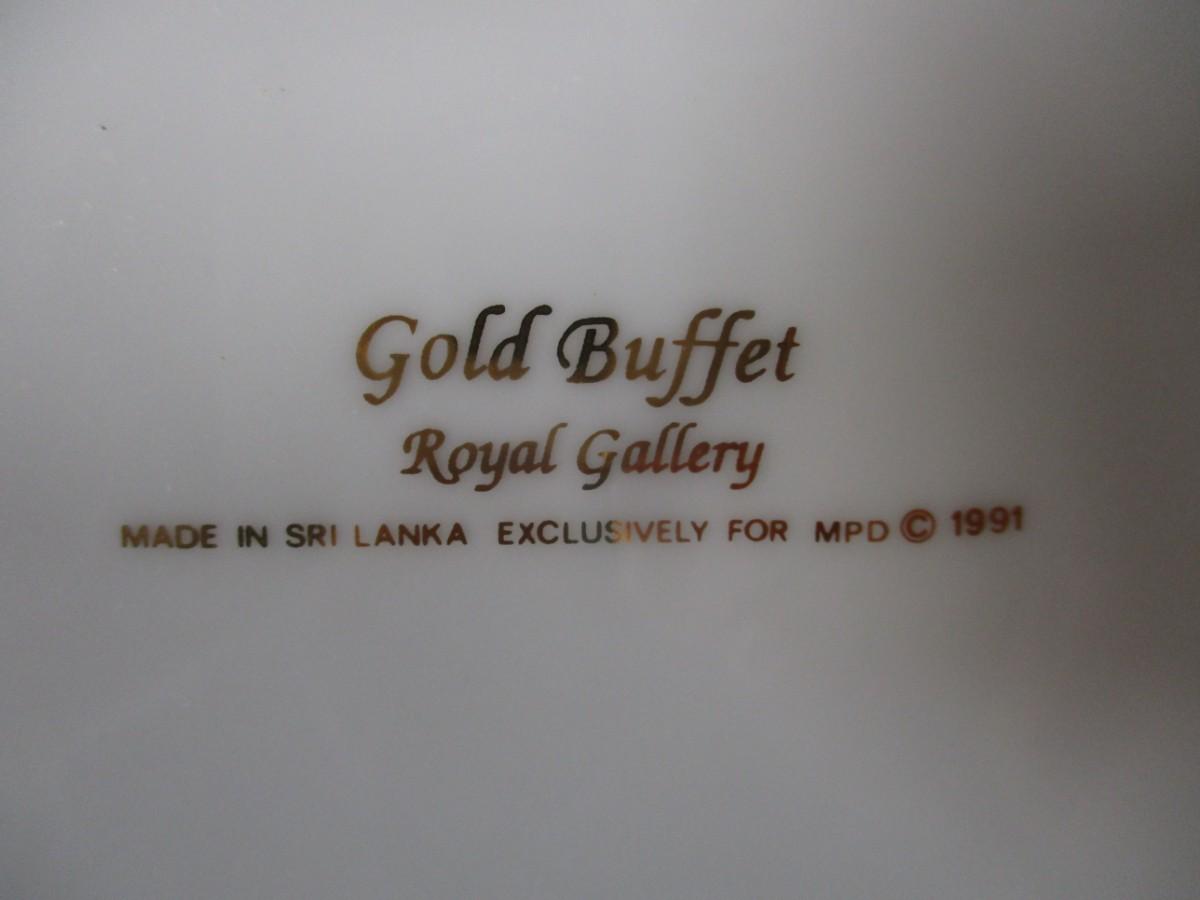 Gold Buffet
Royal Gallery
MADE IN SRI LANKA EXCLUSIVELY FOR MPD © 1991